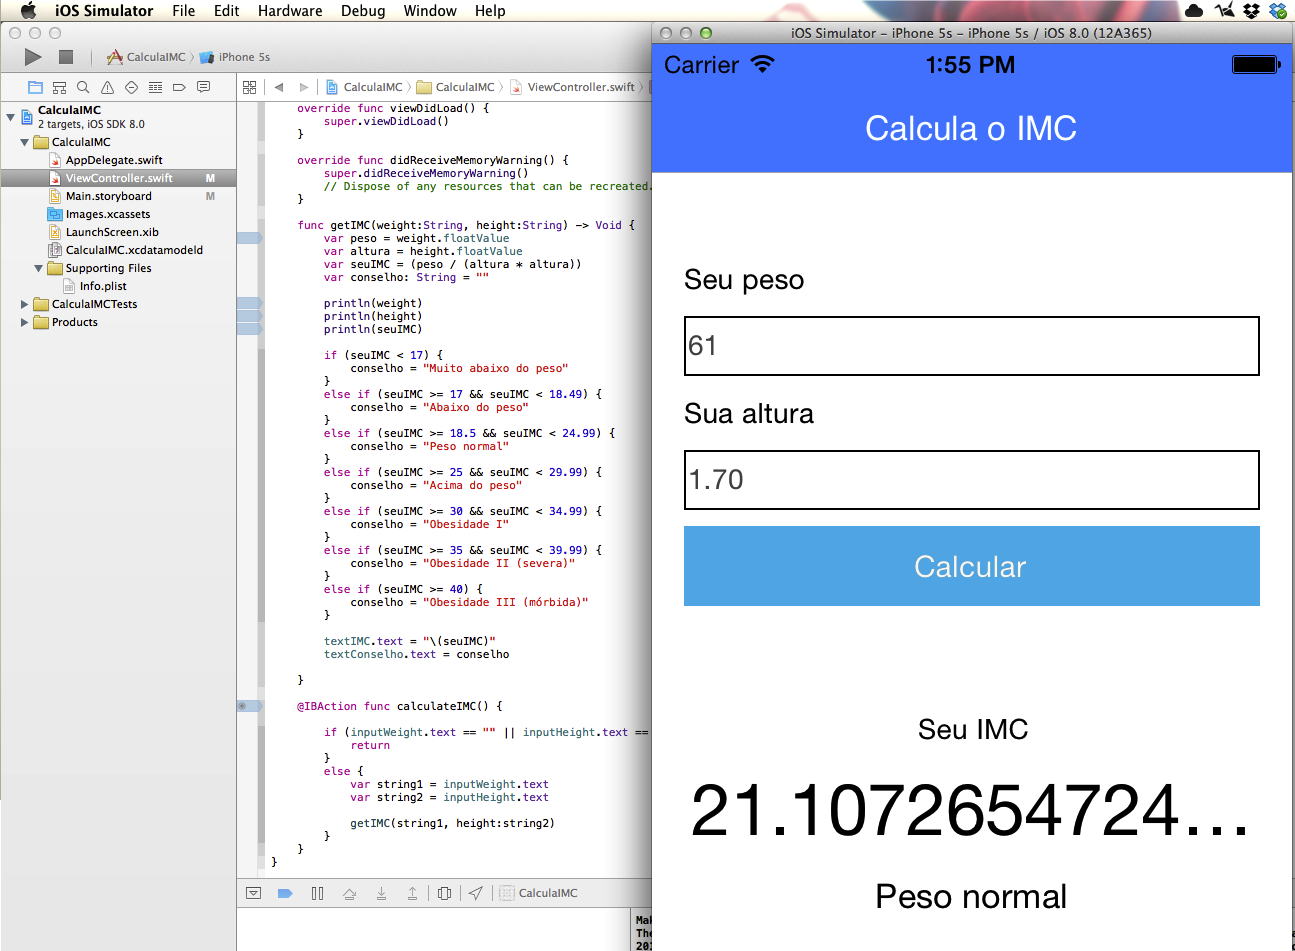 iOS Simulator File Edit Hardware Debug Window Help
CalculaIMC iPhone 5s
CalculaIMC
2 targets, iOS SDK 8.0
CalculaIMC
AppDelegate.swift
ViewController.swift M
Main.storyboard M
Images.xcassets
LaunchScreen.xib
CalculaIMC.xcdatamodeld
Supporting Files
Info.plist
CalculaIMCTests
Products
CalculaIMC CalculaIMC ViewController.swift
override func viewDidLoad() {
super.viewDidLoad()
}
override func didReceiveMemoryWarning() {
super.didReceiveMemoryWarning()
// Dispose of any resources that can be recreated.
}
func getIMC(weight:String, height:String) -> Void {
var peso = weight.floatValue
var altura = height.floatValue
var seuIMC = (peso / (altura * altura))
var conselho: String = ""
println(weight)
println(height)
println(seuIMC)
if (seuIMC < 17) {
conselho = "Muito abaixo do peso"
}
else if (seuIMC >= 17 && seuIMC < 18.49) {
conselho = "Abaixo do peso"
}
else if (seuIMC >= 18.5 && seuIMC < 24.99) {
conselho = "Peso normal"
}
else if (seuIMC >= 25 && seuIMC < 29.99) {
conselho = "Acima do peso"
}
else if (seuIMC >= 30 && seuIMC < 34.99) {
conselho = "Obesidade I"
}
else if (seuIMC >= 35 && seuIMC < 39.99) {
conselho = "Obesidade II (severa)"
}
else if (seuIMC >= 40) {
conselho = "Obesidade III (mórbida)"
}
textIMC.text = "\(seuIMC)"
textConselho.text = conselho
}
@IBAction func calculateIMC() {
if (inputWeight.text == "" || inputHeight.text ==
return
}
else {
var string1 = inputWeight.text
var string2 = inputHeight.text
getIMC(string1, height:string2)
}
}
}
CalculaIMC
iOS Simulator - iPhone 5s - iPhone 5s / iOS 8.0 (12A365)
Carrier 1:55 PM
Calcula o IMC
Seu peso
61
Sua altura
1.70
Calcular
Seu IMC
21.1072654724...
Peso normal